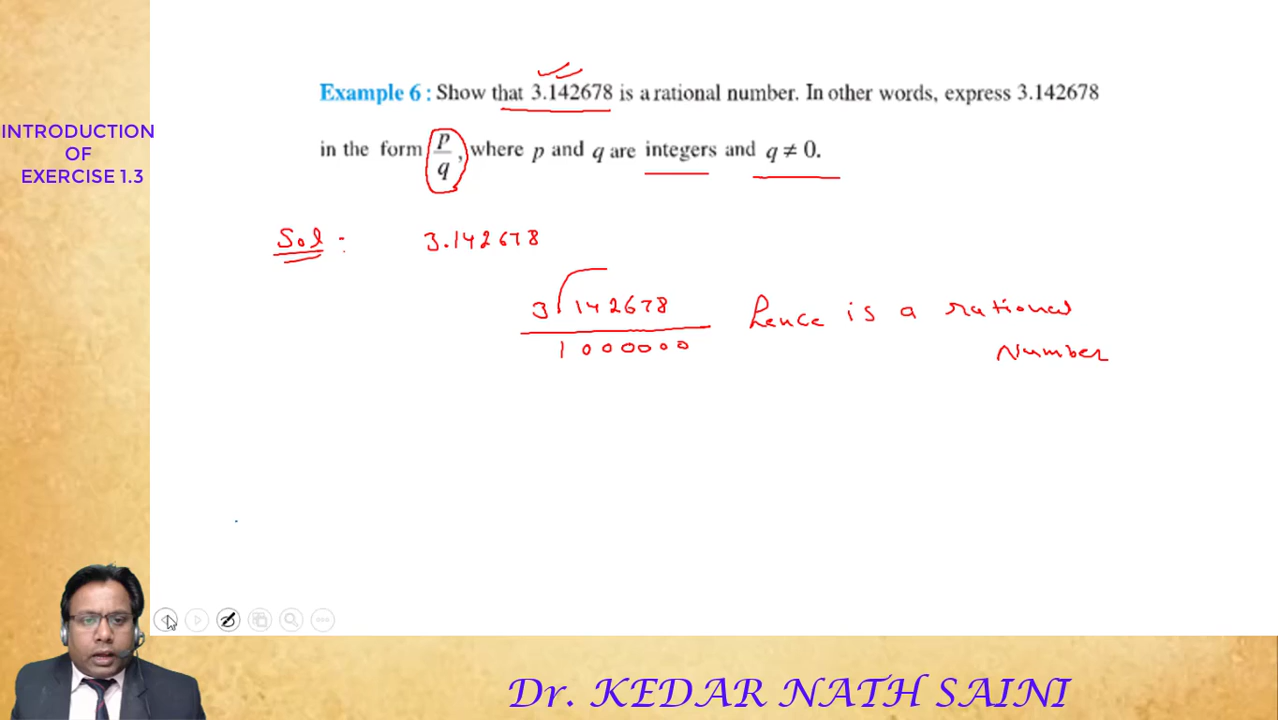 INTRODUCTION
OF
EXERCISE 1.3
Example 6 : Show that 3.142678 is a rational number. In other words, express 3.142678
in the form p/q, where p and q are integers and q ≠ 0.
Sol : 3.142678
3 142678
1000000
Hence is a rational
Number
Dr. KEDAR NATH SAINI